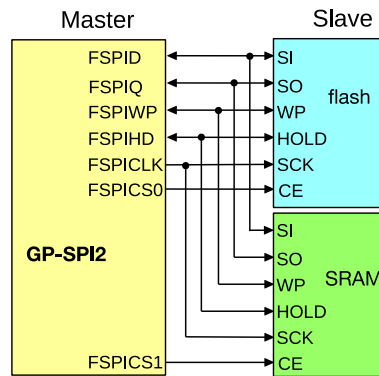 Master
Slave
FSPID
SI
FSPIQ
SO
flash
FSPIWP
WP
FSPIHD
HOLD
FSPICLK
SCK
FSPICS0
CE
GP-SPI2
SI
SO
SRAM
WP
HOLD
SCK
FSPICS1
CE